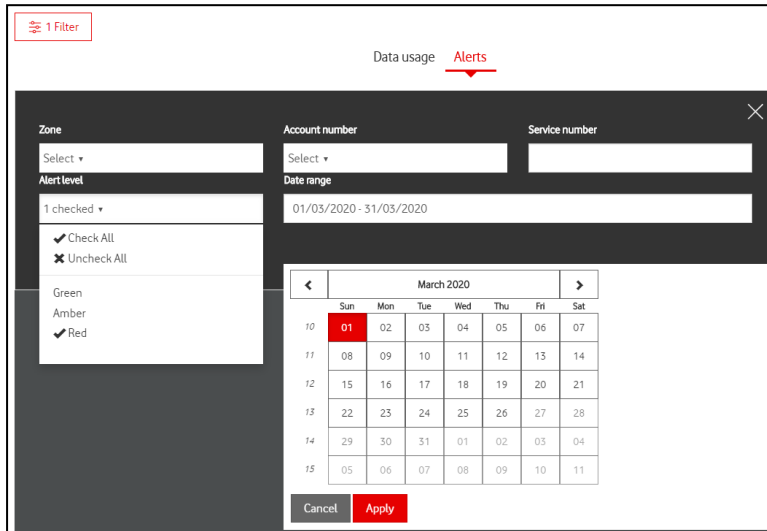 1 Filter
Data usage Alerts
Zone Account number Service number
Select Select
Alert level Date range
1 checked 01/03/2020 - 31/03/2020
Check All
Uncheck All
Green
Amber
Red
March 2020
Sun Mon Tue Wed Thu Fri Sat
10 01 02 03 04 05 06 07
11 08 09 10 11 12 13 14
12 15 16 17 18 19 20 21
13 22 23 24 25 26 27 28
14 29 30 31 01 02 03 04
15 05 06 07 08 09 10 11
Cancel Apply